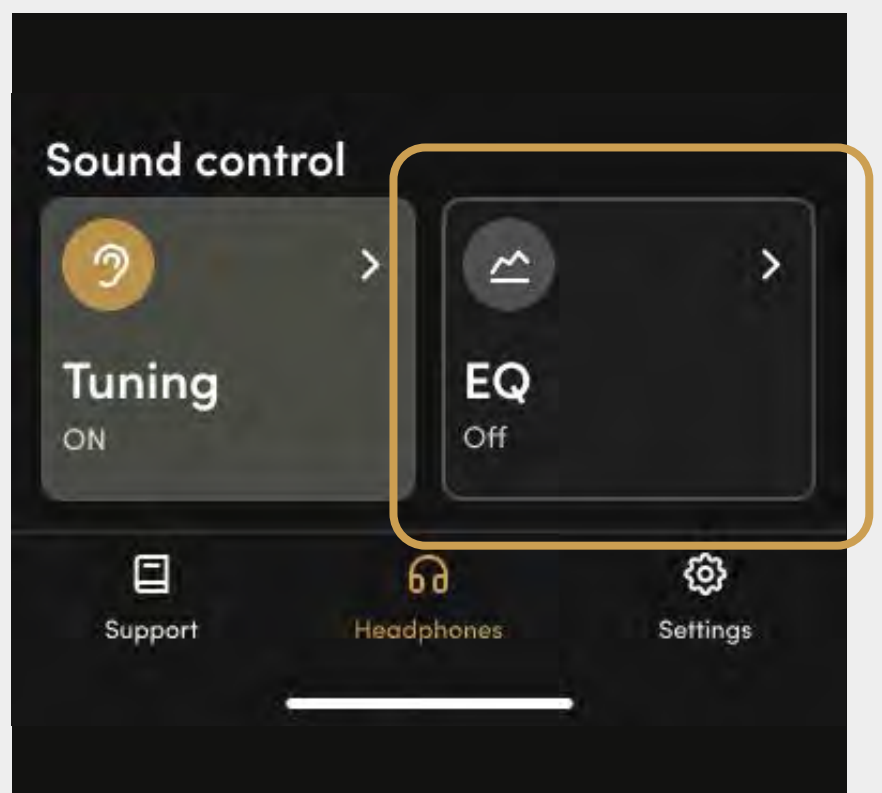 Sound control
Tuning
ON
EQ
Off
Support
Headphones
Settings